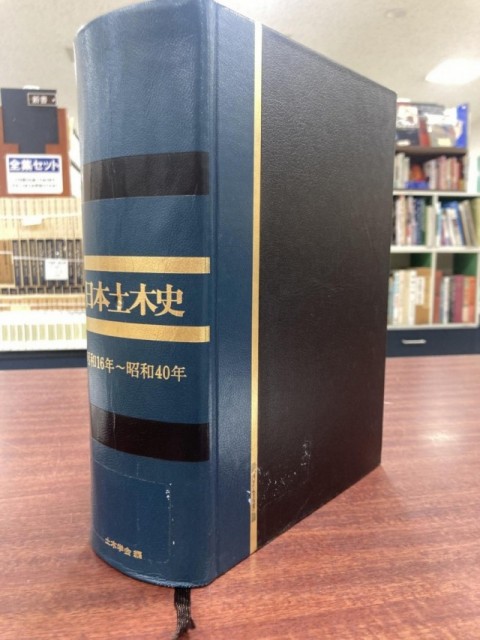 日本土木史
昭和16年～昭和40年
土木学会 編
全集セット